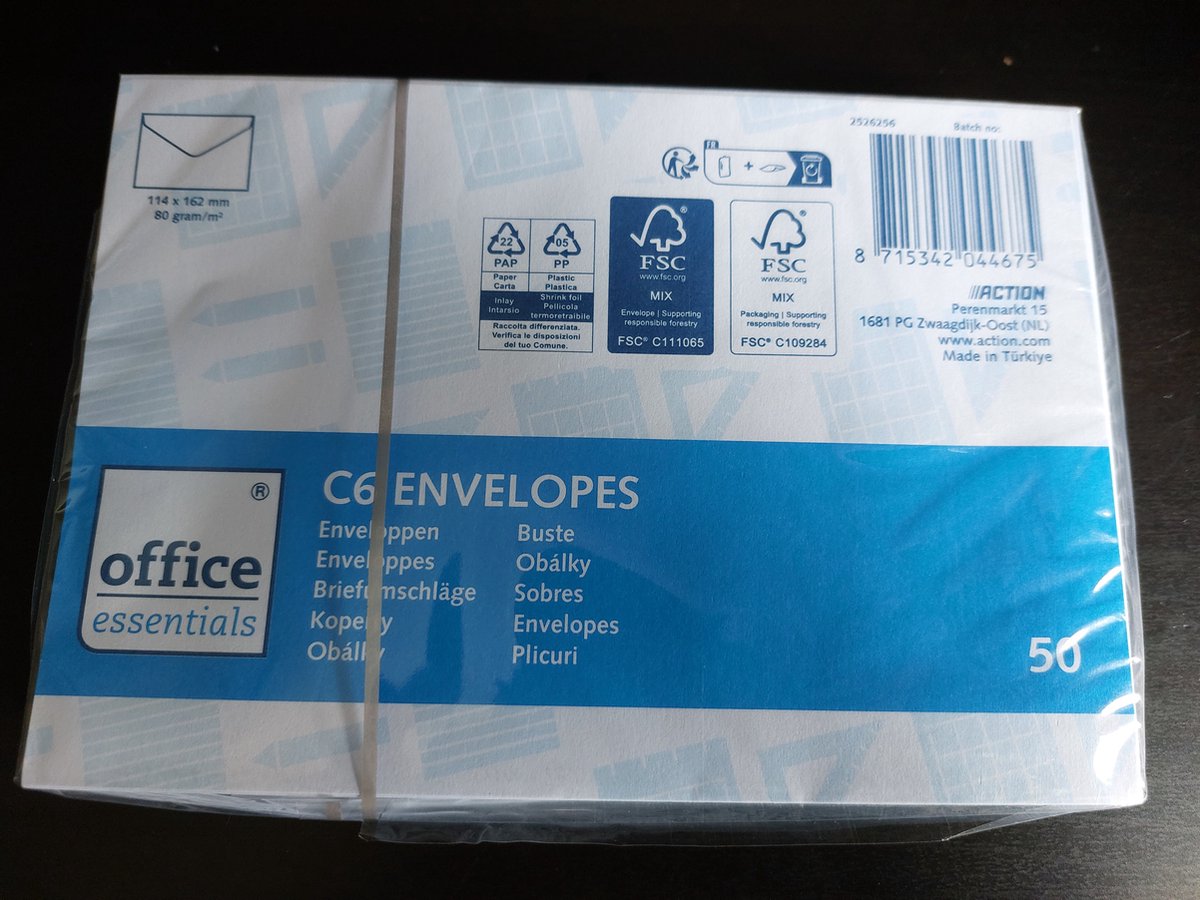 114 x 162 mm
80 gram/m²
FR
+
2526256
Batch no:
8 715342 044675
22
PAP
05
PP
Paper
Carta
Plastic
Plastica
Inlay
Intarsio
Shrink foil
Pellicola
termoretraibile
Raccolta differenziata.
Verifica le disposizioni
del tuo Comune.
®
FSC
www.fsc.org
MIX
Envelope | Supporting
responsible forestry
FSC® C111065
®
FSC
www.fsc.org
MIX
Packaging | Supporting
responsible forestry
FSC® C109284
ACTION
Perenmarkt 15
1681 PG Zwaagdijk-Oost (NL)
www.action.com
Made in Türkiye
®
office
essentials
C6 ENVELOPES
Enveloppen
Enveloppes
Briefumschläge
Koperty
Obálky
Buste
Obálky
Sobres
Envelopes
Plicuri
50